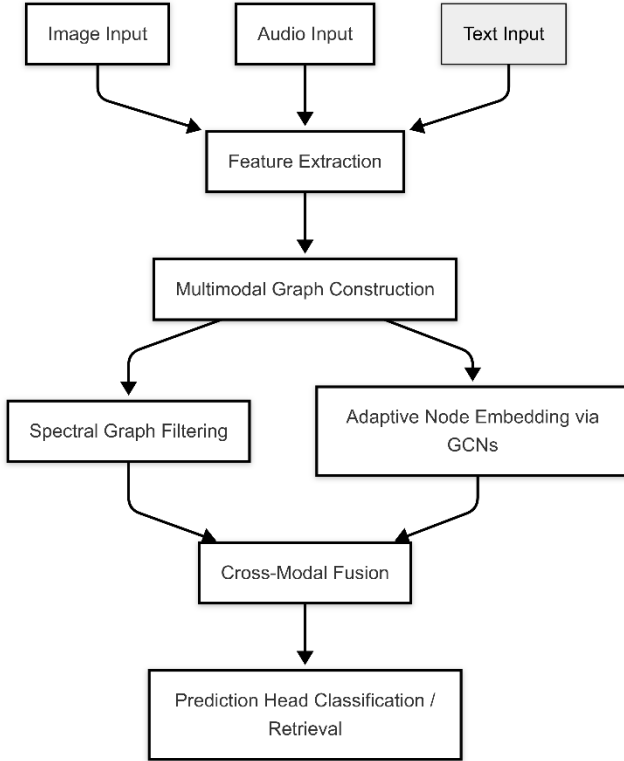 Image Input
Audio Input
Text Input
Feature Extraction
Multimodal Graph Construction
Spectral Graph Filtering
Adaptive Node Embedding via
GCNs
Cross-Modal Fusion
Prediction Head Classification /
Retrieval